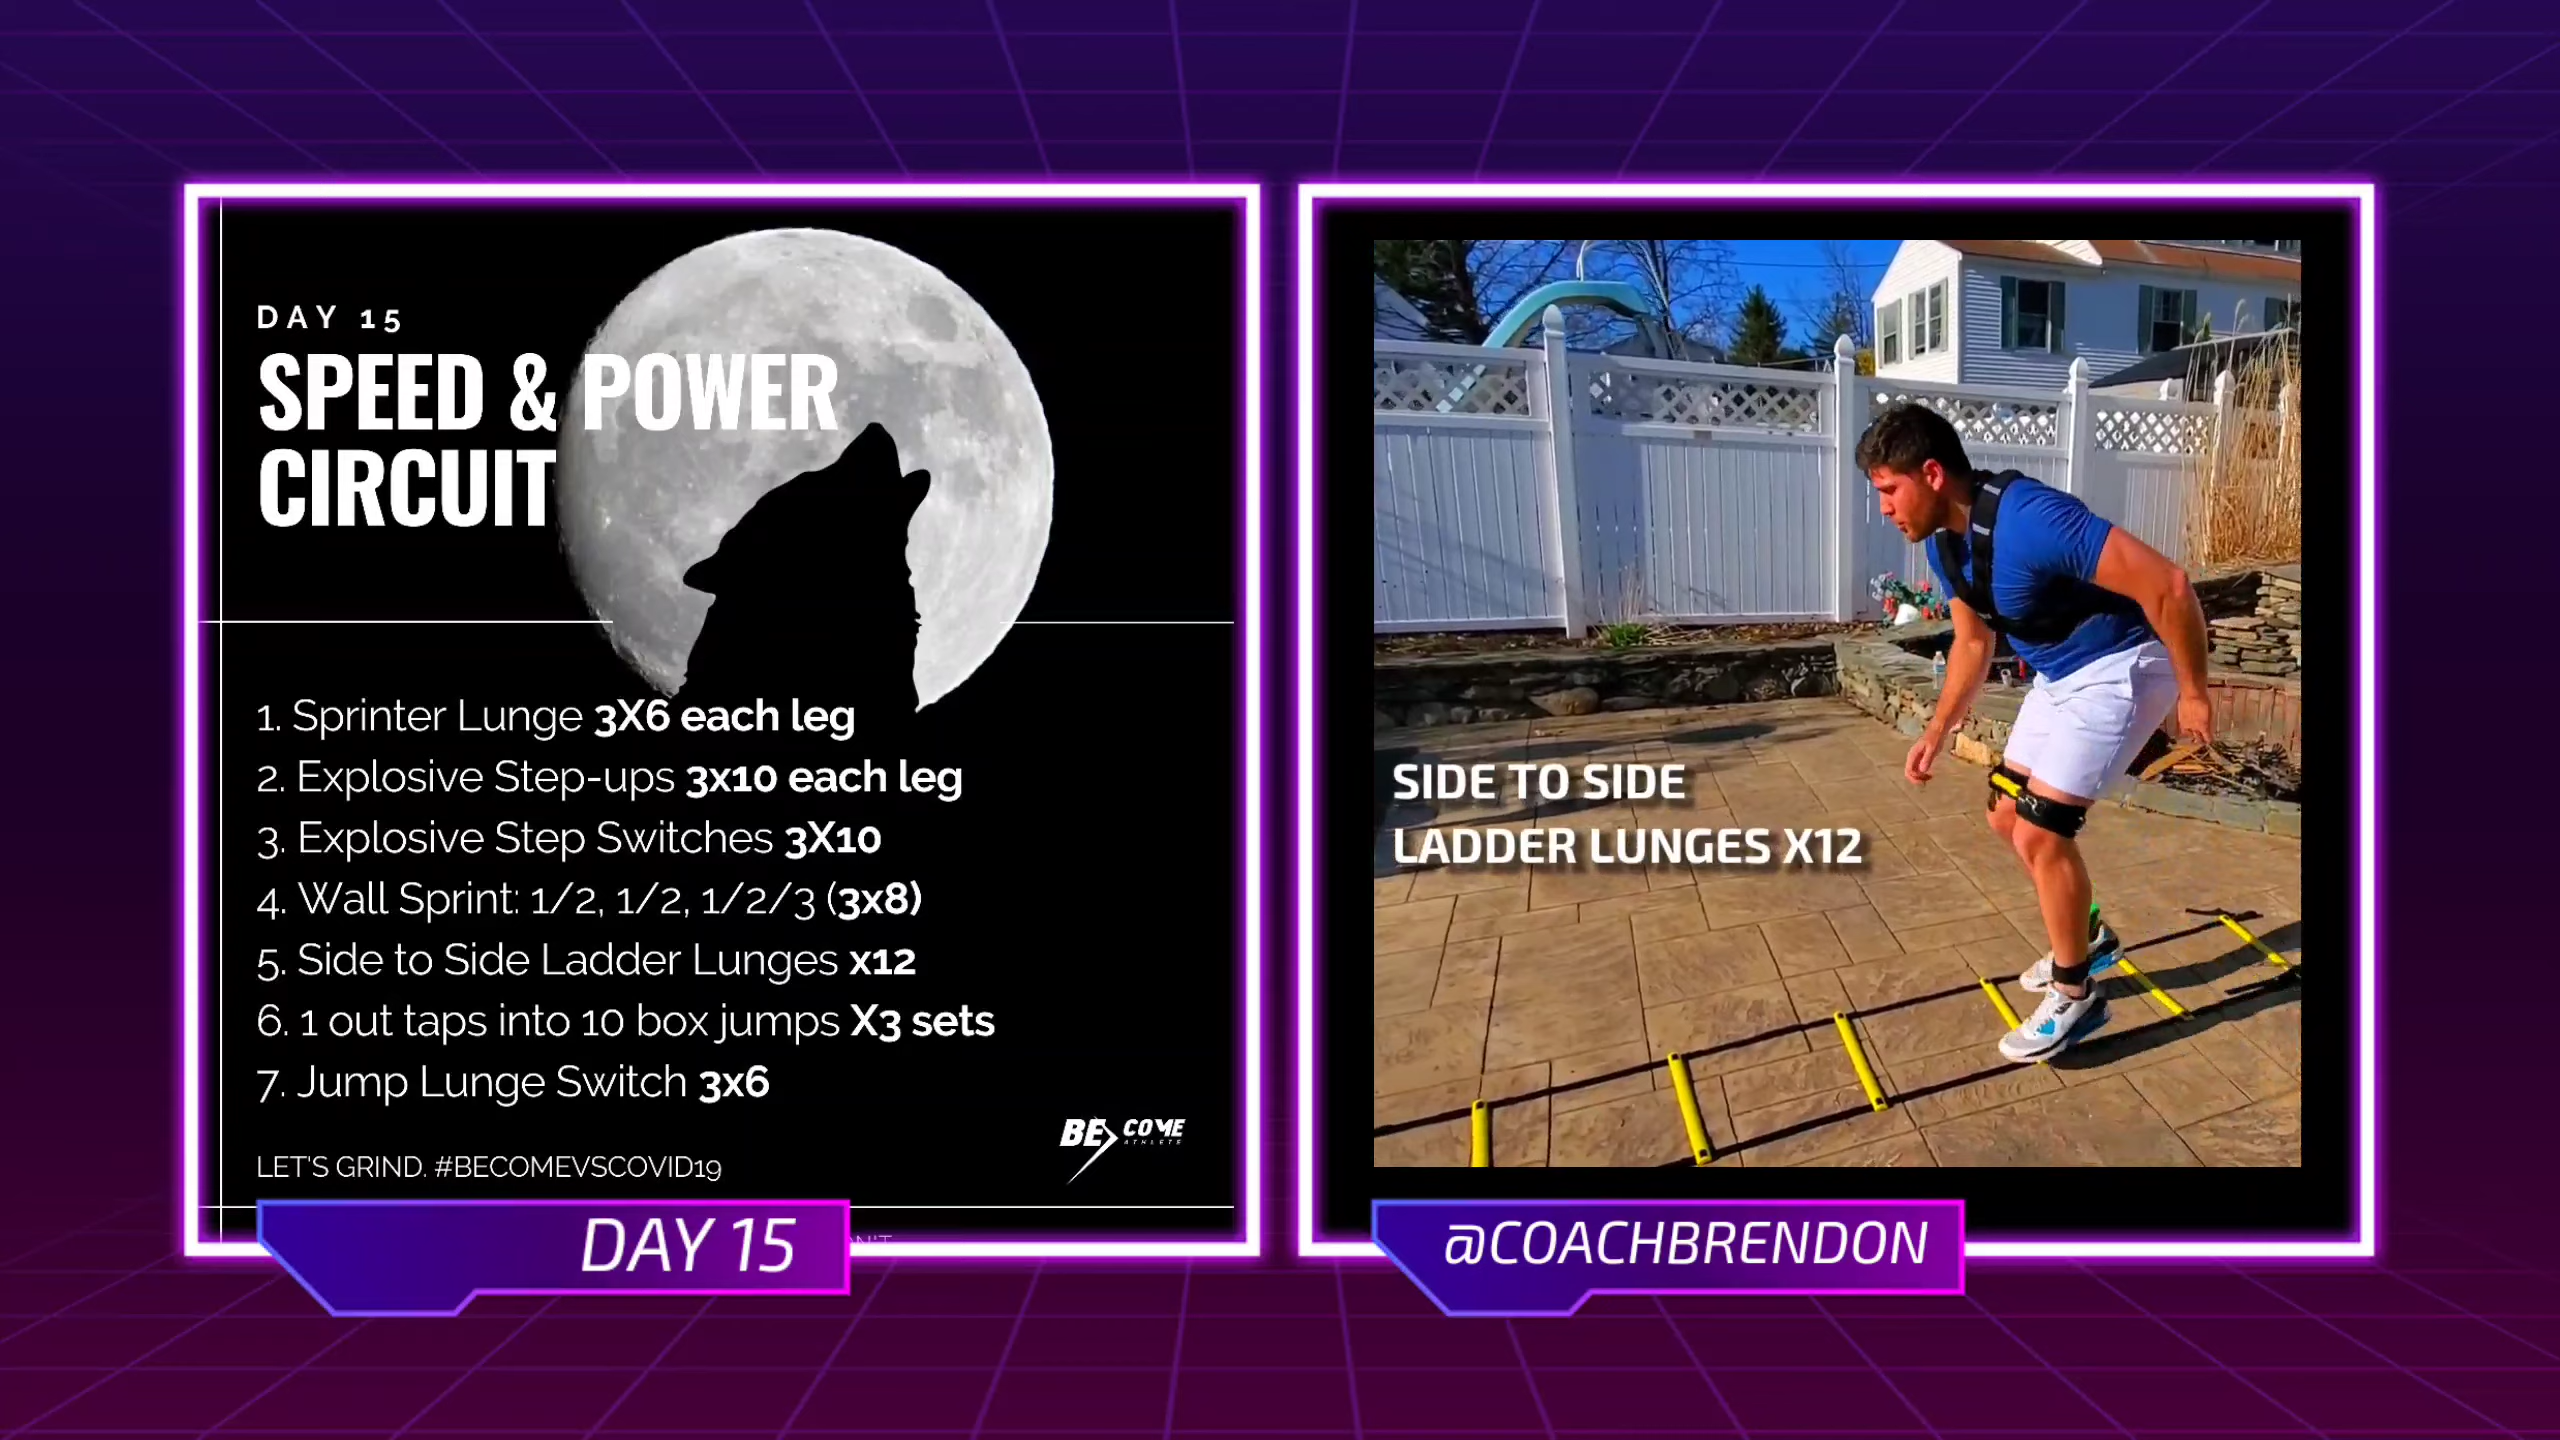 DAY 15
SPEED & POWER
CIRCUIT
1. Sprinter Lunge 3X6 each leg
2. Explosive Step-ups 3x10 each leg
3. Explosive Step Switches 3X10
4. Wall Sprint: 1/2, 1/2, 1/2/3 (3x8)
5. Side to Side Ladder Lunges x12
6. 1 out taps into 10 box jumps X3 sets
7. Jump Lunge Switch 3x6
BECOME
ATHLETE
LET'S GRIND. #BECOMEVSCOVID19
DAY 15
SIDE TO SIDE
LADDER LUNGES X12
@COACHBRENDON